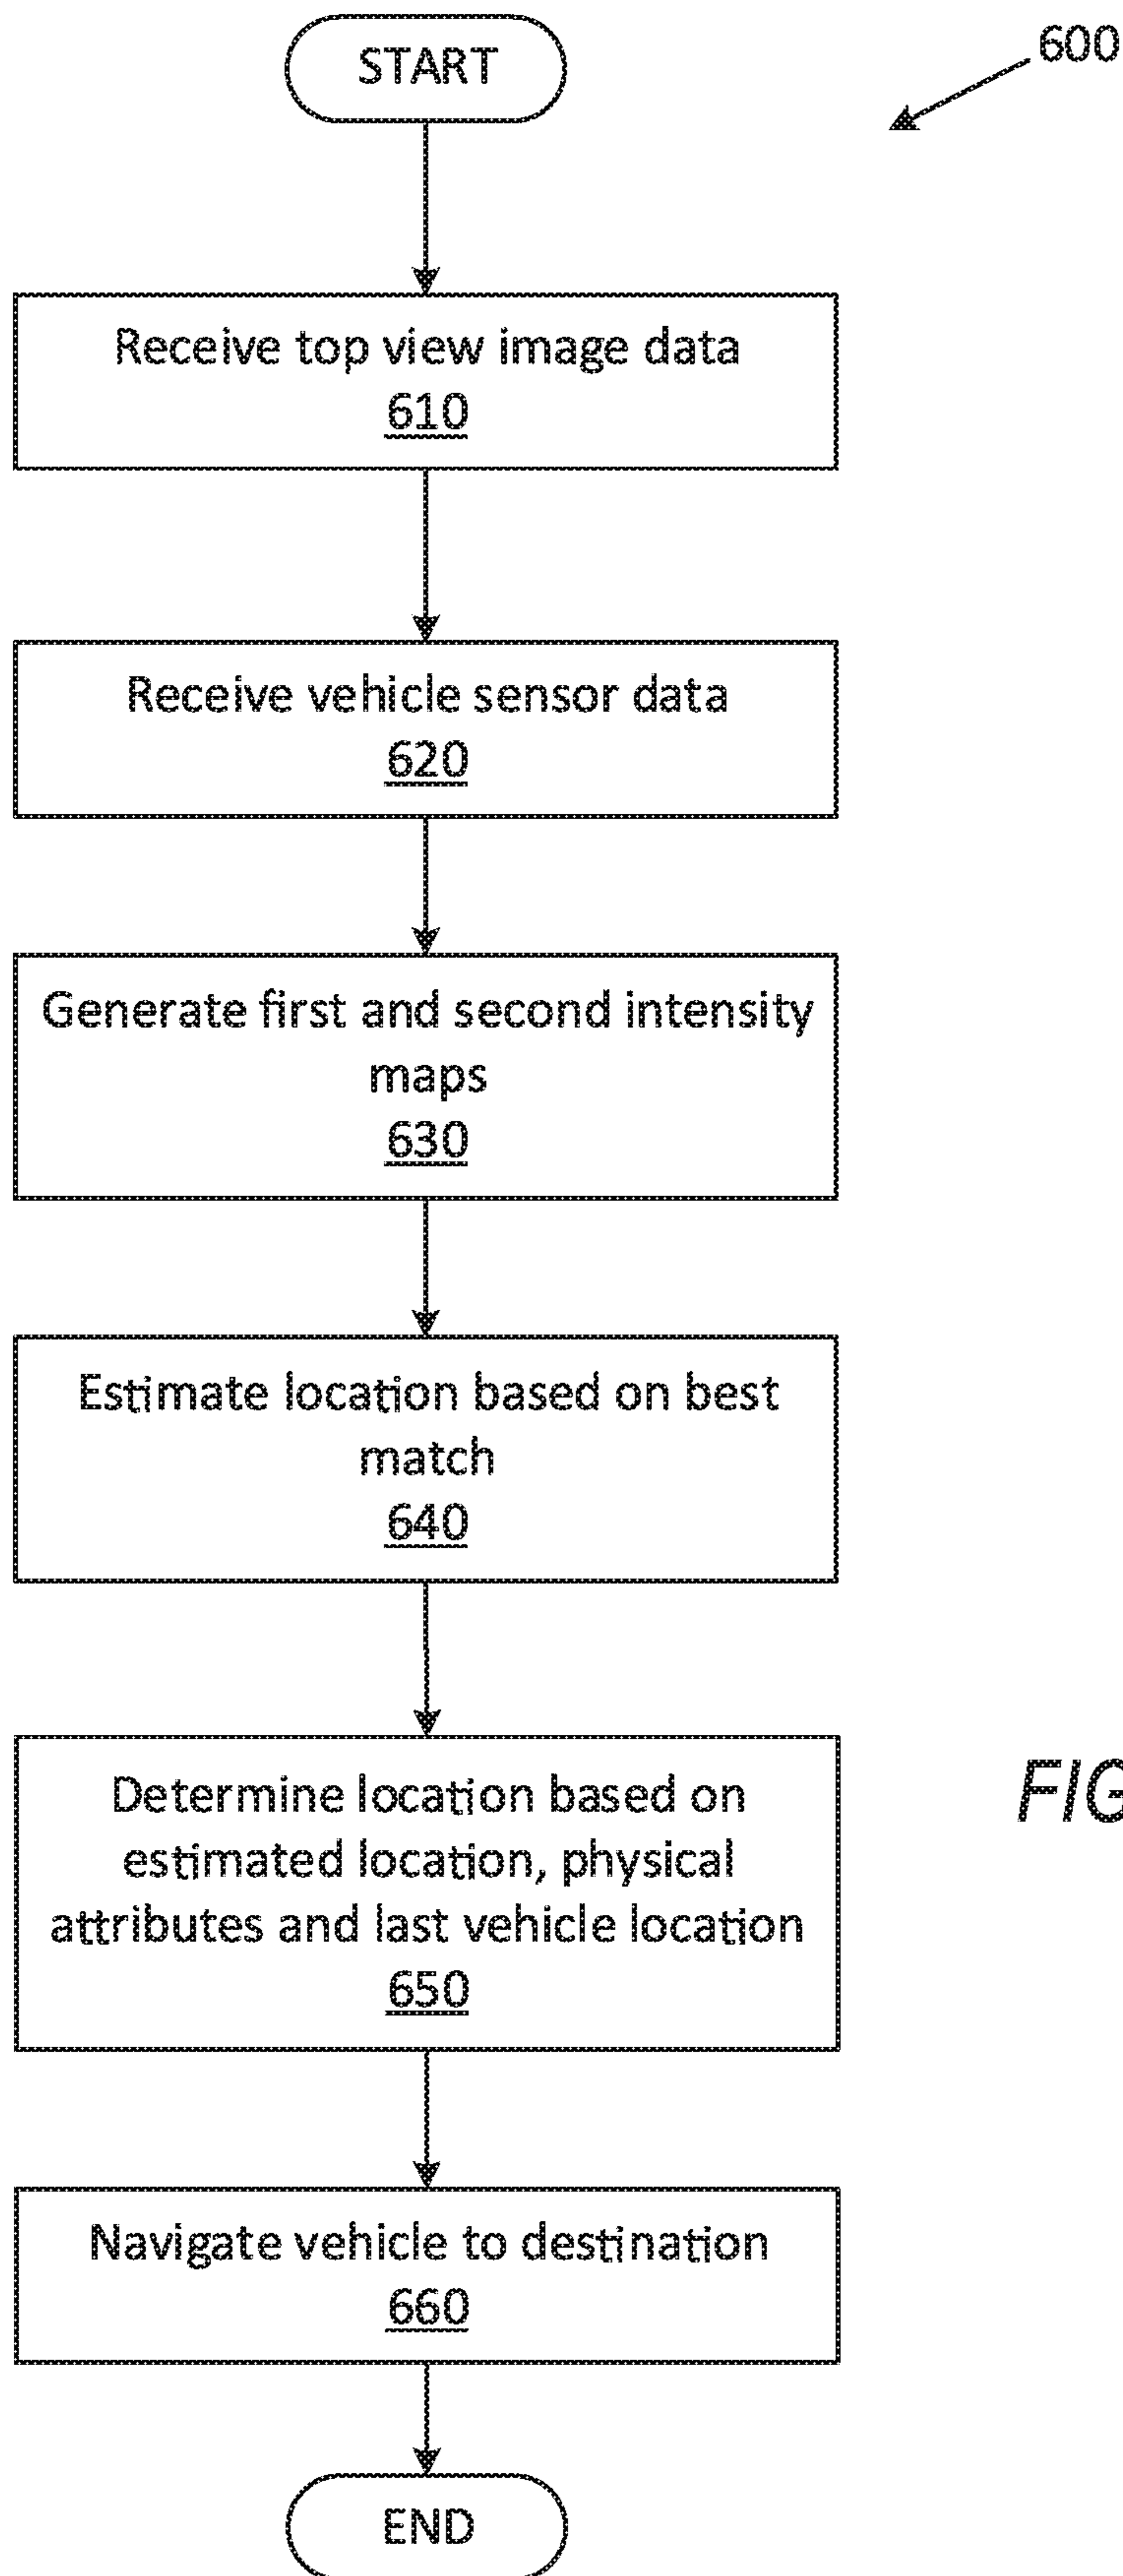 START
600
Receive top view image data
610
Receive vehicle sensor data
620
Generate first and second intensity
maps
630
Estimate location based on best
match
640
Determine location based on
estimated location, physical
attributes and last vehicle location
650
FIG
Navigate vehicle to destination
660
END